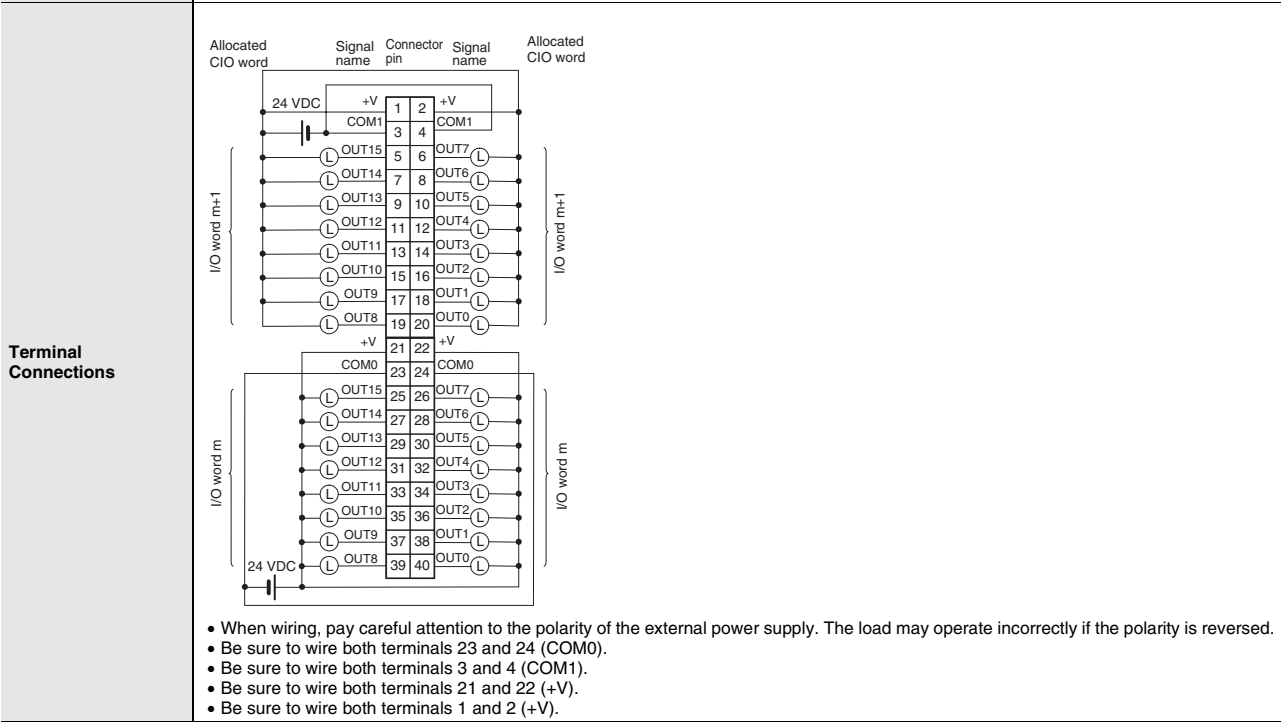 Terminal
Connections
Allocated
CIO word
Signal
name
Connector
pin
Signal
name
Allocated
CIO word
24 VDC
+V 1 2 +V
COM1 3 4 COM1
L OUT15 5 6 OUT7 L
L OUT14 7 8 OUT6 L
L OUT13 9 10 OUT5 L
L OUT12 11 12 OUT4 L
L OUT11 13 14 OUT3 L
L OUT10 15 16 OUT2 L
L OUT9 17 18 OUT1 L
L OUT8 19 20 OUT0 L
I/O word m+1
I/O word m+1
+V 21 22 +V
COM0 23 24 COM0
L OUT15 25 26 OUT7 L
L OUT14 27 28 OUT6 L
L OUT13 29 30 OUT5 L
L OUT12 31 32 OUT4 L
L OUT11 33 34 OUT3 L
L OUT10 35 36 OUT2 L
L OUT9 37 38 OUT1 L
L OUT8 39 40 OUT0 L
I/O word m
I/O word m
24 VDC
• When wiring, pay careful attention to the polarity of the external power supply. The load may operate incorrectly if the polarity is reversed.
• Be sure to wire both terminals 23 and 24 (COM0).
• Be sure to wire both terminals 3 and 4 (COM1).
• Be sure to wire both terminals 21 and 22 (+V).
• Be sure to wire both terminals 1 and 2 (+V).